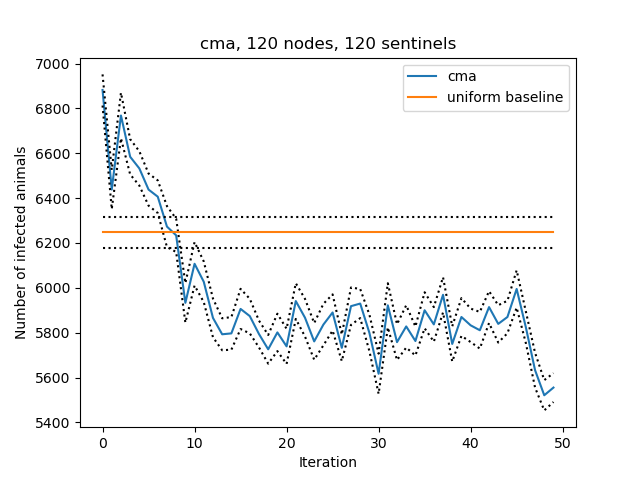 cma, 120 nodes, 120 sentinels
cma
uniform baseline
7000
6800
6600
6400
6200
6000
5800
5600
5400
Number of infected animals
0 10 20 30 40 50
Iteration